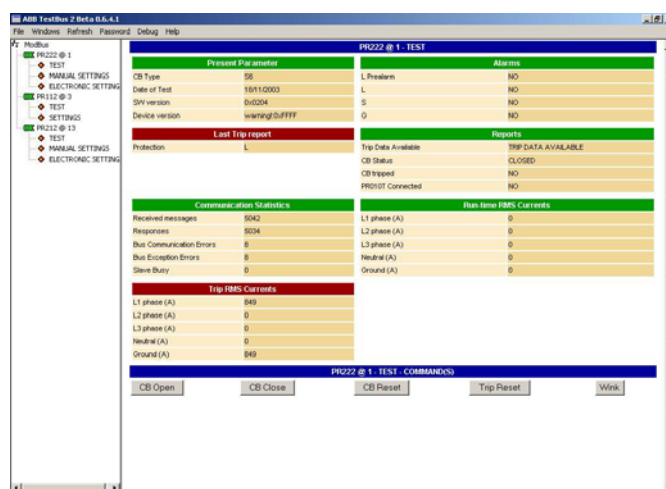 ABB TestBus 2 Beta 0.6.4.1
File Windows Refresh Password Debug Help
ModBus
PR222 @ 1
TEST
MANUAL SETTINGS
ELECTRONIC SETTING
PR112 @ 3
TEST
SETTINGS
PR212 @ 13
TEST
MANUAL SETTINGS
ELECTRONIC SETTING
PR222 @ 1 - TEST
Present Parameter
CB Type S6
Date of Test 18/11/2003
SW version 0x0204
Device version warning! 0xFFFF
Alarms
L Prealarm NO
L NO
S NO
G NO
Last Trip report
Protection L
Reports
Trip Data Available TRIP DATA AVAILABLE
CB Status CLOSED
CB tripped NO
PR010T Connected NO
Communication Statistics
Received messages 5042
Responses 5034
Bus Communication Errors 8
Bus Exception Errors 8
Slave Busy 0
Run-time RMS Currents
L1 phase (A) 0
L2 phase (A) 0
L3 phase (A) 0
Neutral (A) 0
Ground (A) 0
Trip RMS Currents
L1 phase (A) 849
L2 phase (A) 0
L3 phase (A) 0
Neutral (A) 0
Ground (A) 849
PR222 @ 1 - TEST - COMMAND(S)
CB Open CB Close CB Reset Trip Reset Wink